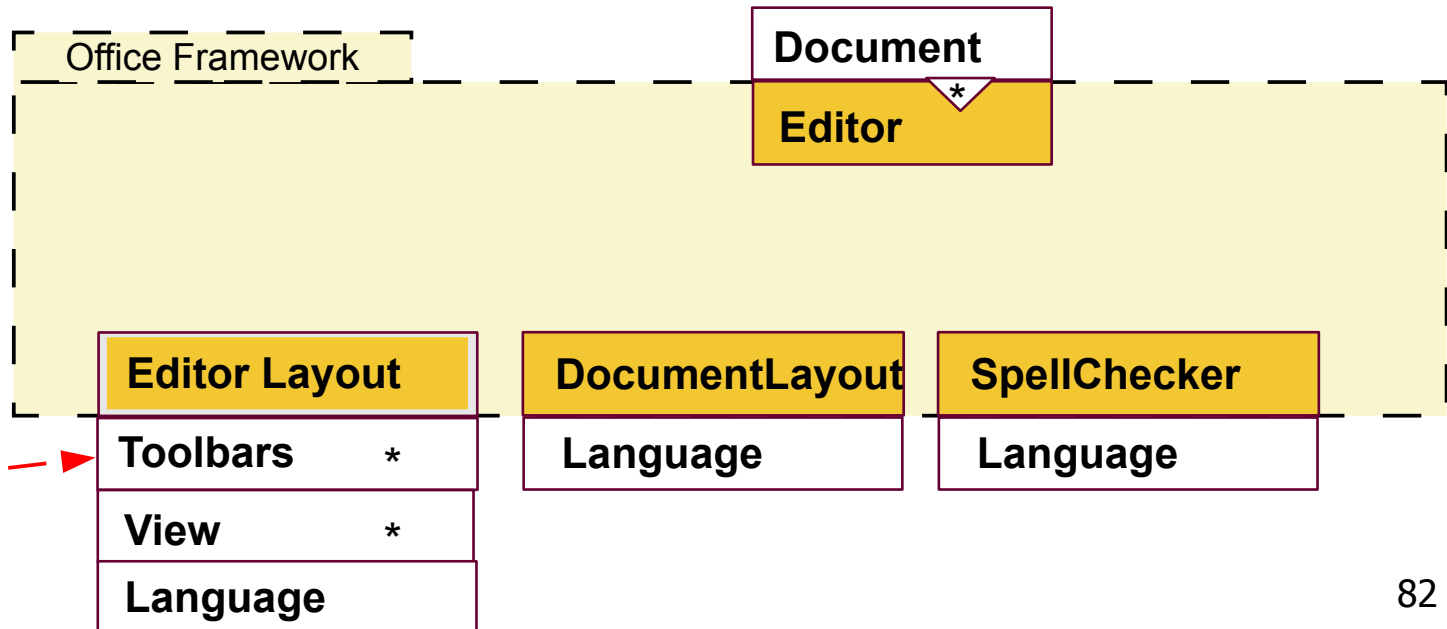 Document
Office Framework
*
Editor
Editor Layout
DocumentLayout
SpellChecker
Toolbars *
Language
Language
View *
Language
82